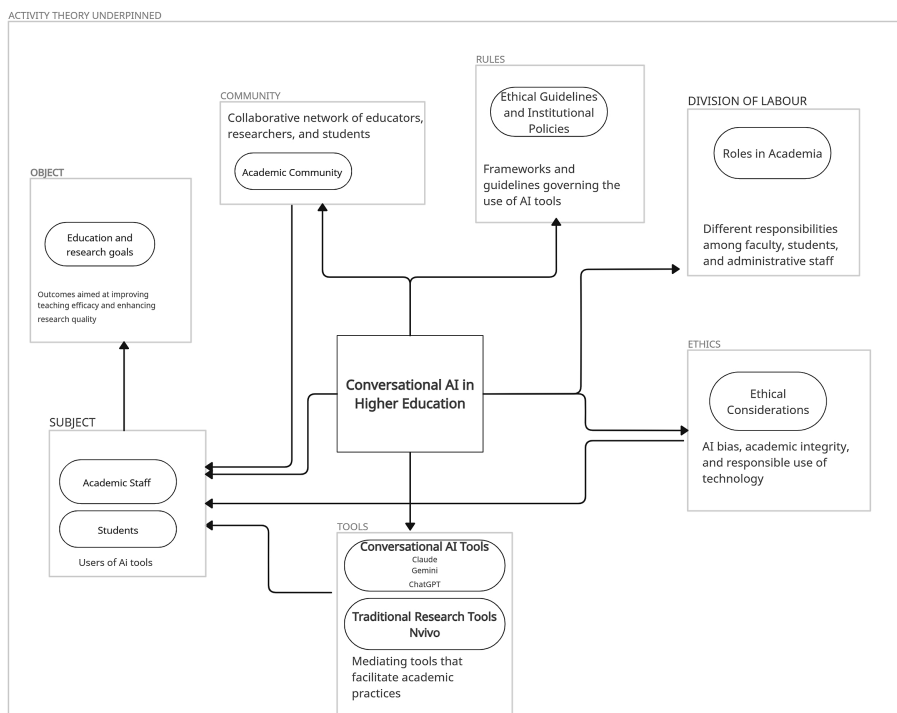 ACTIVITY THEORY UNDERPINNED
RULES
Ethical Guidelines
and Institutional
Policies
Frameworks and
guidelines governing the
use of AI tools
COMMUNITY
Collaborative network of educators,
researchers, and students
Academic Community
DIVISION OF LABOUR
Roles in Academia
Different responsibilities
among faculty, students,
and administrative staff
OBJECT
Education and
research goals
Outcomes aimed at improving
teaching efficacy and enhancing
research quality
Conversational AI in
Higher Education
ETHICS
Ethical
Considerations
AI bias, academic integrity,
and responsible use of
technology
SUBJECT
Academic Staff
Students
Users of Ai tools
TOOLS
Conversational AI Tools
Claude
Gemini
ChatGPT
Traditional Research Tools
Nvivo
Mediating tools that
facilitate academic
practices